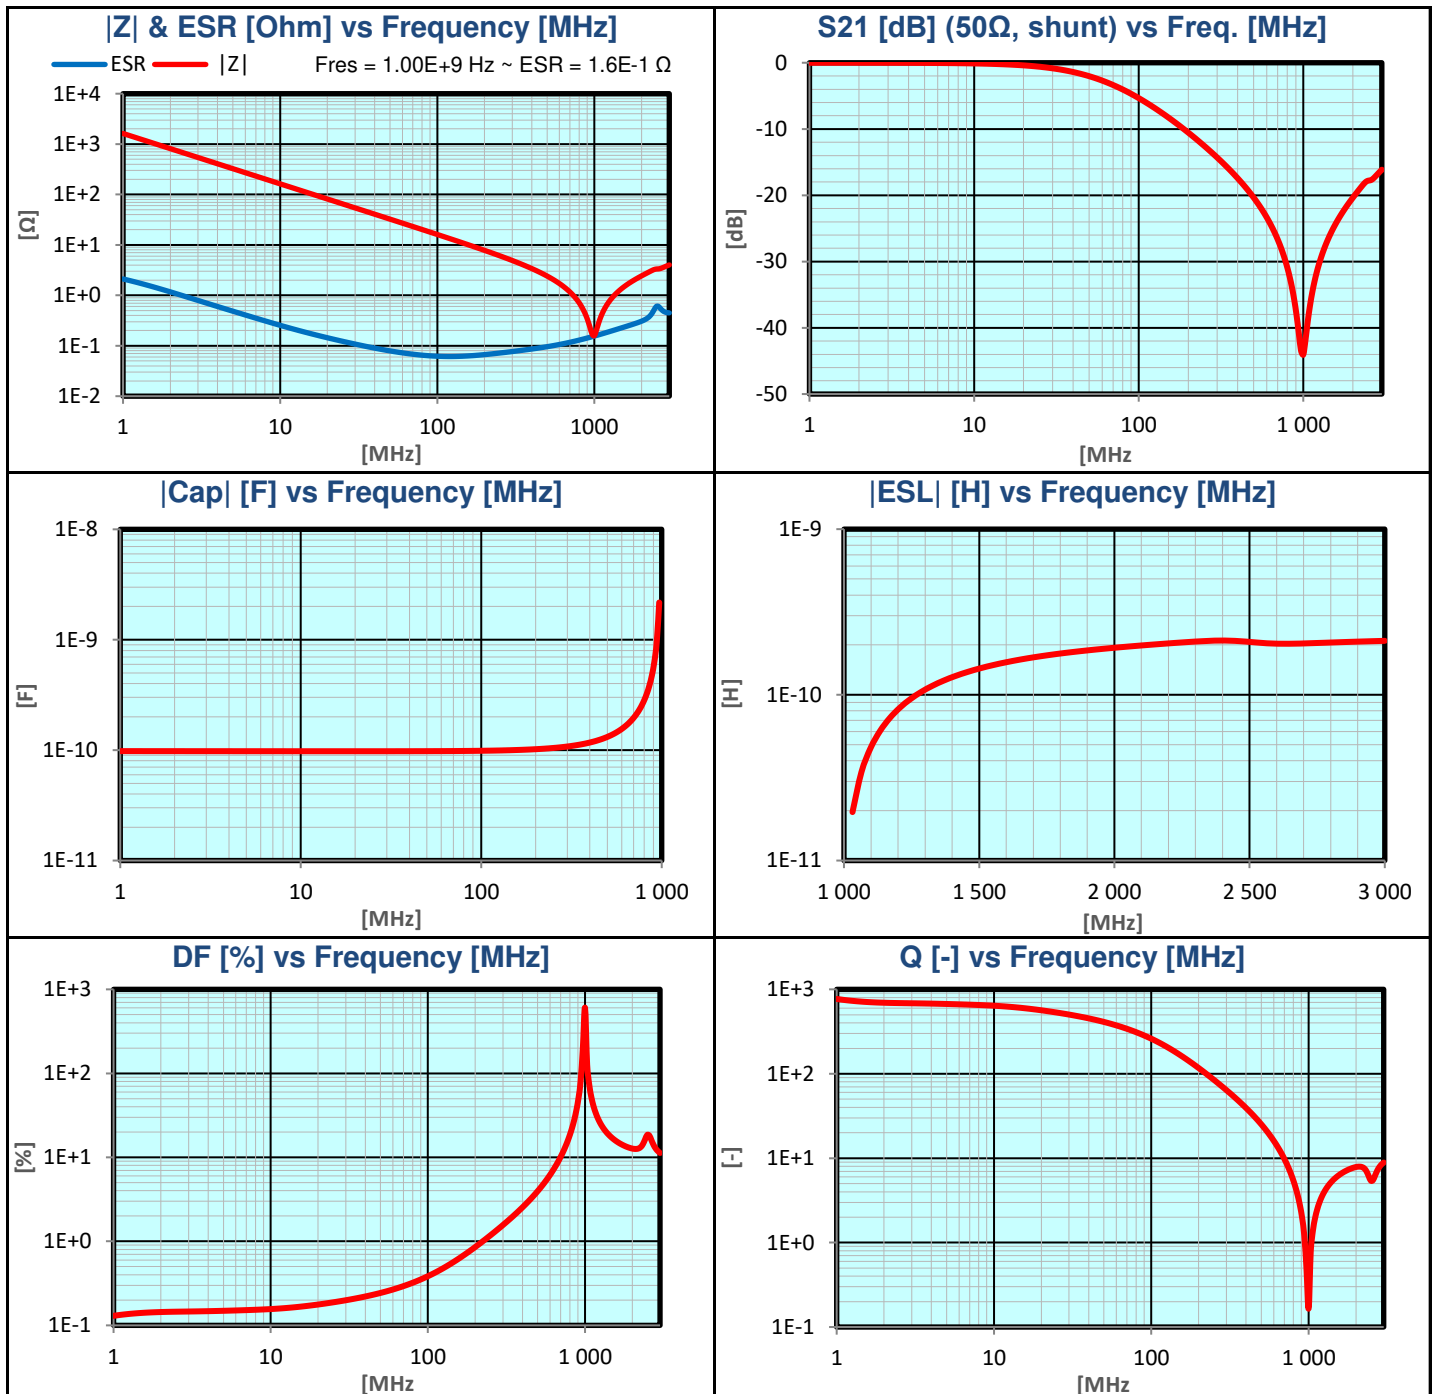 |Z| & ESR [Ohm] vs Frequency [MHz]
ESR |Z| Fres = 1.00E+9 Hz ~ ESR = 1.6E-1 Ω
1E+4
1E+3
1E+2
1E+1
1E+0
1E-1
1E-2
[Ω]
1 10 100 1000
[MHz]
S21 [dB] (50Ω, shunt) vs Freq. [MHz]
0
-10
-20
-30
-40
-50
[dB]
1 10 100 1 000
[MHz
|Cap| [F] vs Frequency [MHz]
1E-8
1E-9
1E-10
1E-11
[F]
1 10 100 1 000
[MHz]
|ESL| [H] vs Frequency [MHz]
1E-9
1E-10
1E-11
[H]
1 000 1 500 2 000 2 500 3 000
[MHz]
DF [%] vs Frequency [MHz]
1E+3
1E+2
1E+1
1E+0
1E-1
[%]
1 10 100 1 000
[MHz
Q [-] vs Frequency [MHz]
1E+3
1E+2
1E+1
1E+0
1E-1
[-]
1 10 100 1 000
[MHz